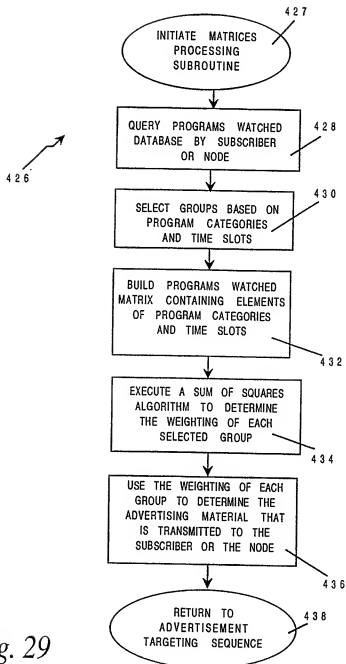 427
INITIATE MATRICES
PROCESSING
SUBROUTINE
QUERY PROGRAMS WATCHED
DATABASE BY SUBSCRIBER
OR NODE
428
426
430
SELECT GROUPS BASED ON
PROGRAM CATEGORIES
AND TIME SLOTS
BUILD PROGRAMS WATCHED
MATRIX CONTAINING ELEMENTS
OF PROGRAM CATEGORIES
AND TIME SLOTS
432
EXECUTE A SUM OF SQUARES
ALGORITHM TO DETERMINE
THE WEIGHTING OF EACH
SELECTED GROUP
434
USE THE WEIGHTING OF EACH
GROUP TO DETERMINE THE
ADVERTISING MATERIAL THAT
IS TRANSMITTED TO THE
SUBSCRIBER OR THE NODE
436
RETURN TO
ADVERTISEMENT
TARGETING SEQUENCE
438
g. 29